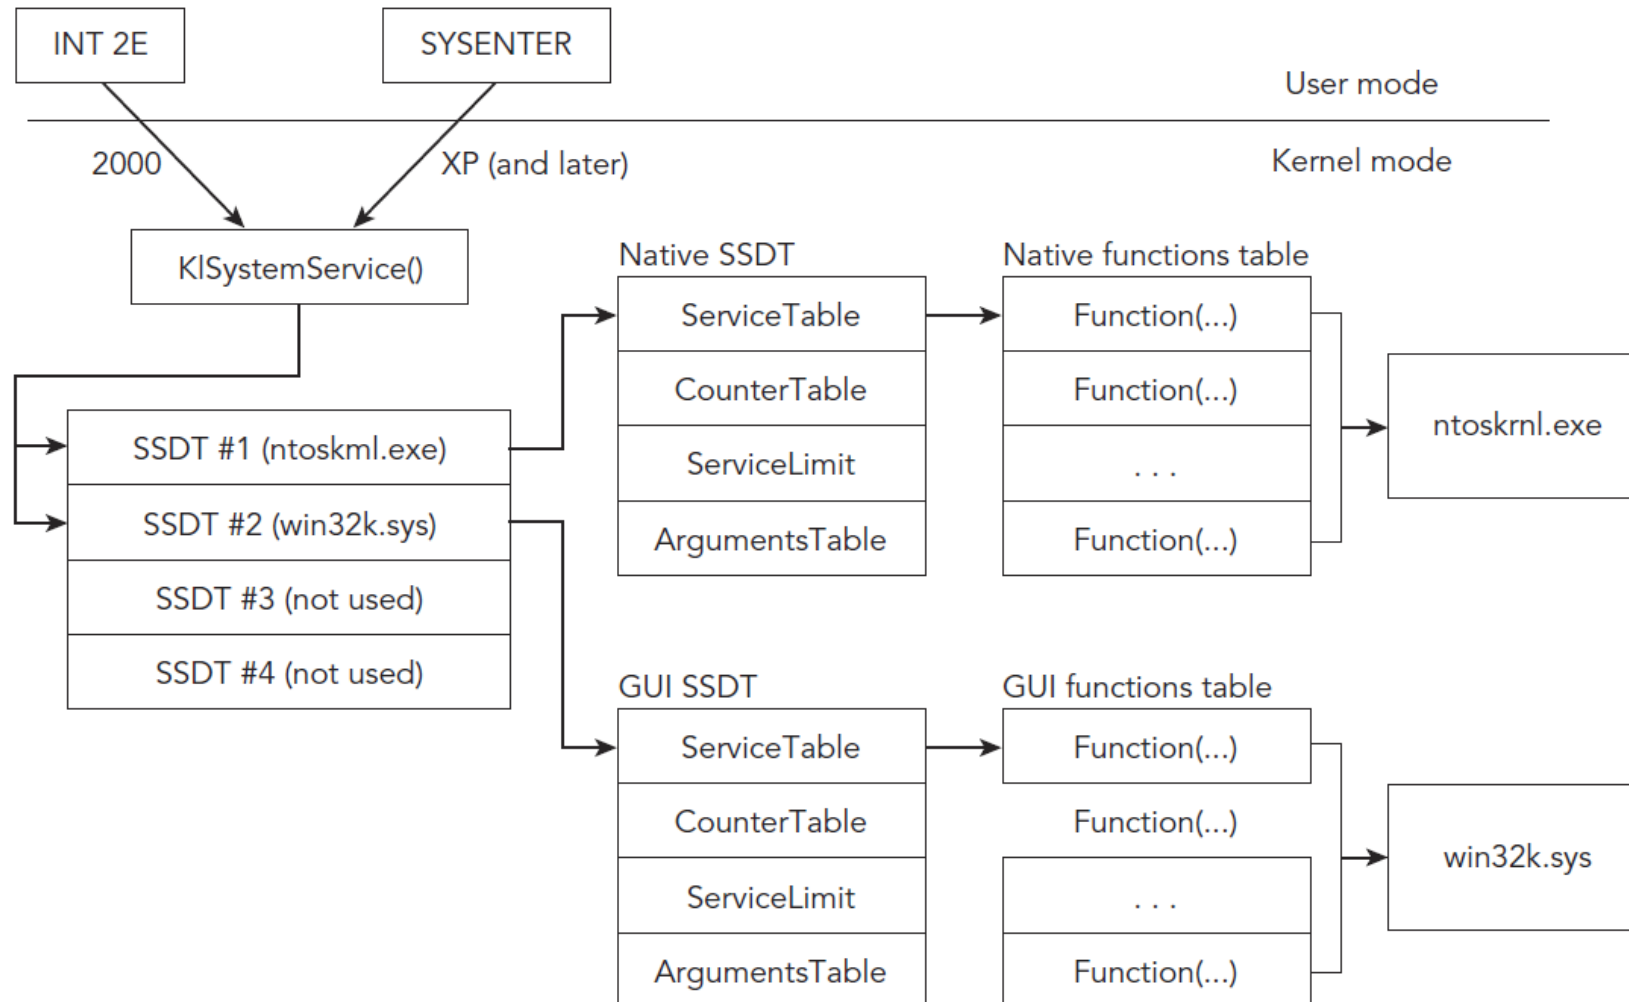 INT 2E
SYSENTER
User mode
2000
XP (and later)
Kernel mode
KlSystemService()
Native SSDT
Native functions table
ServiceTable
Function(...)
CounterTable
Function(...)
ServiceLimit
. . .
ArgumentsTable
Function(...)
ntoskrnl.exe
SSDT #1 (ntoskml.exe)
SSDT #2 (win32k.sys)
SSDT #3 (not used)
SSDT #4 (not used)
GUI SSDT
GUI functions table
ServiceTable
Function(...)
CounterTable
Function(...)
ServiceLimit
. . .
ArgumentsTable
Function(...)
win32k.sys